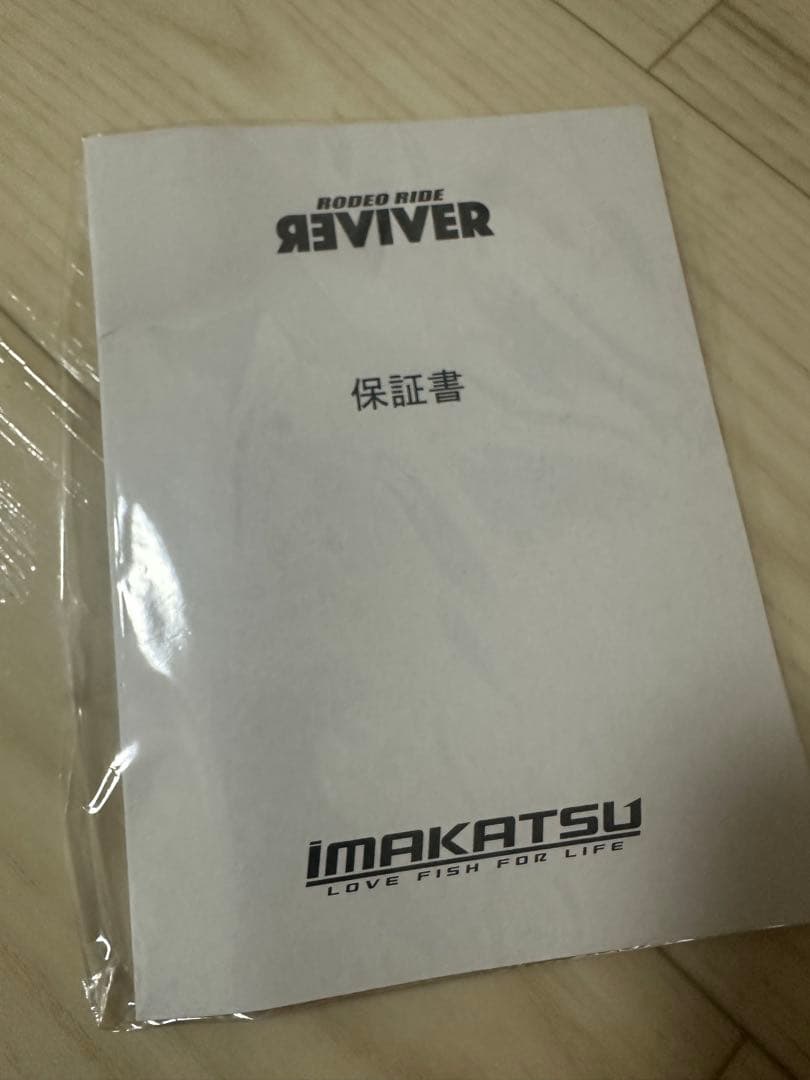 RODEO RIDE
REVIVER
保証書
imAKATSU
LOVE FISH FOR LIFE